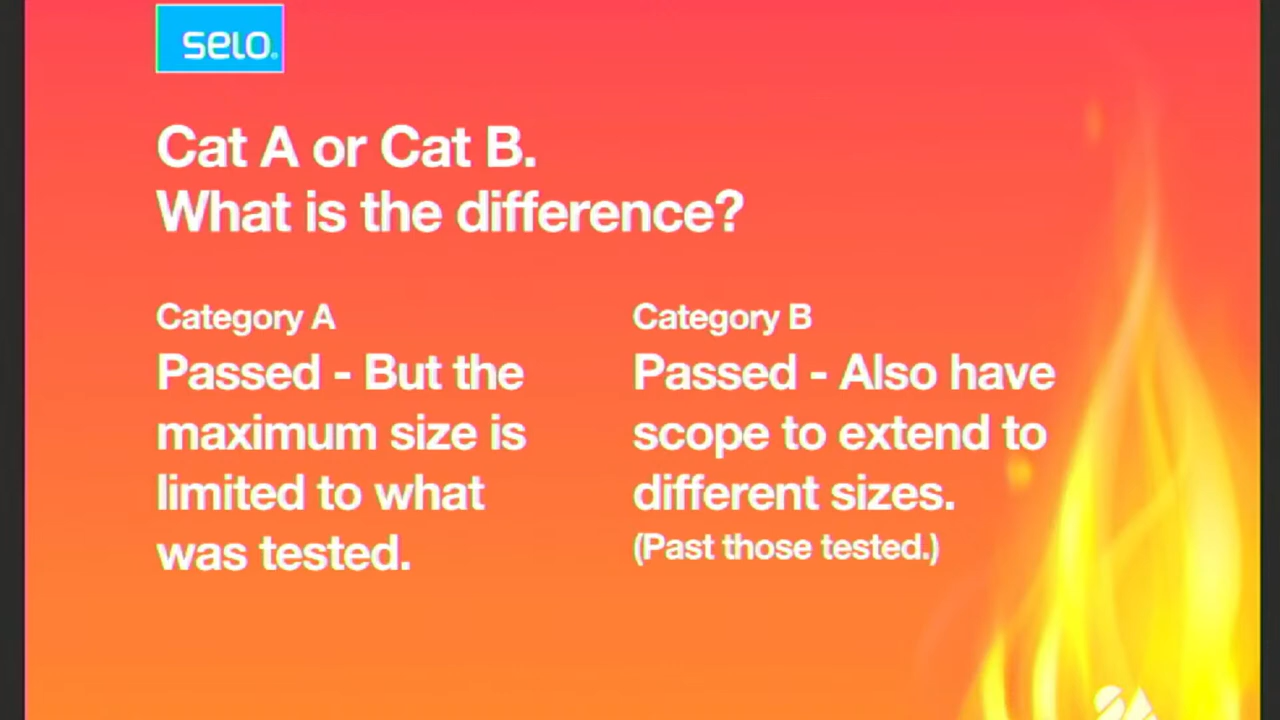 selo
Cat A or Cat B.
What is the difference?
Category A
Passed - But the
maximum size is
limited to what
was tested.
Category B
Passed - Also have
scope to extend to
different sizes.
(Past those tested.)